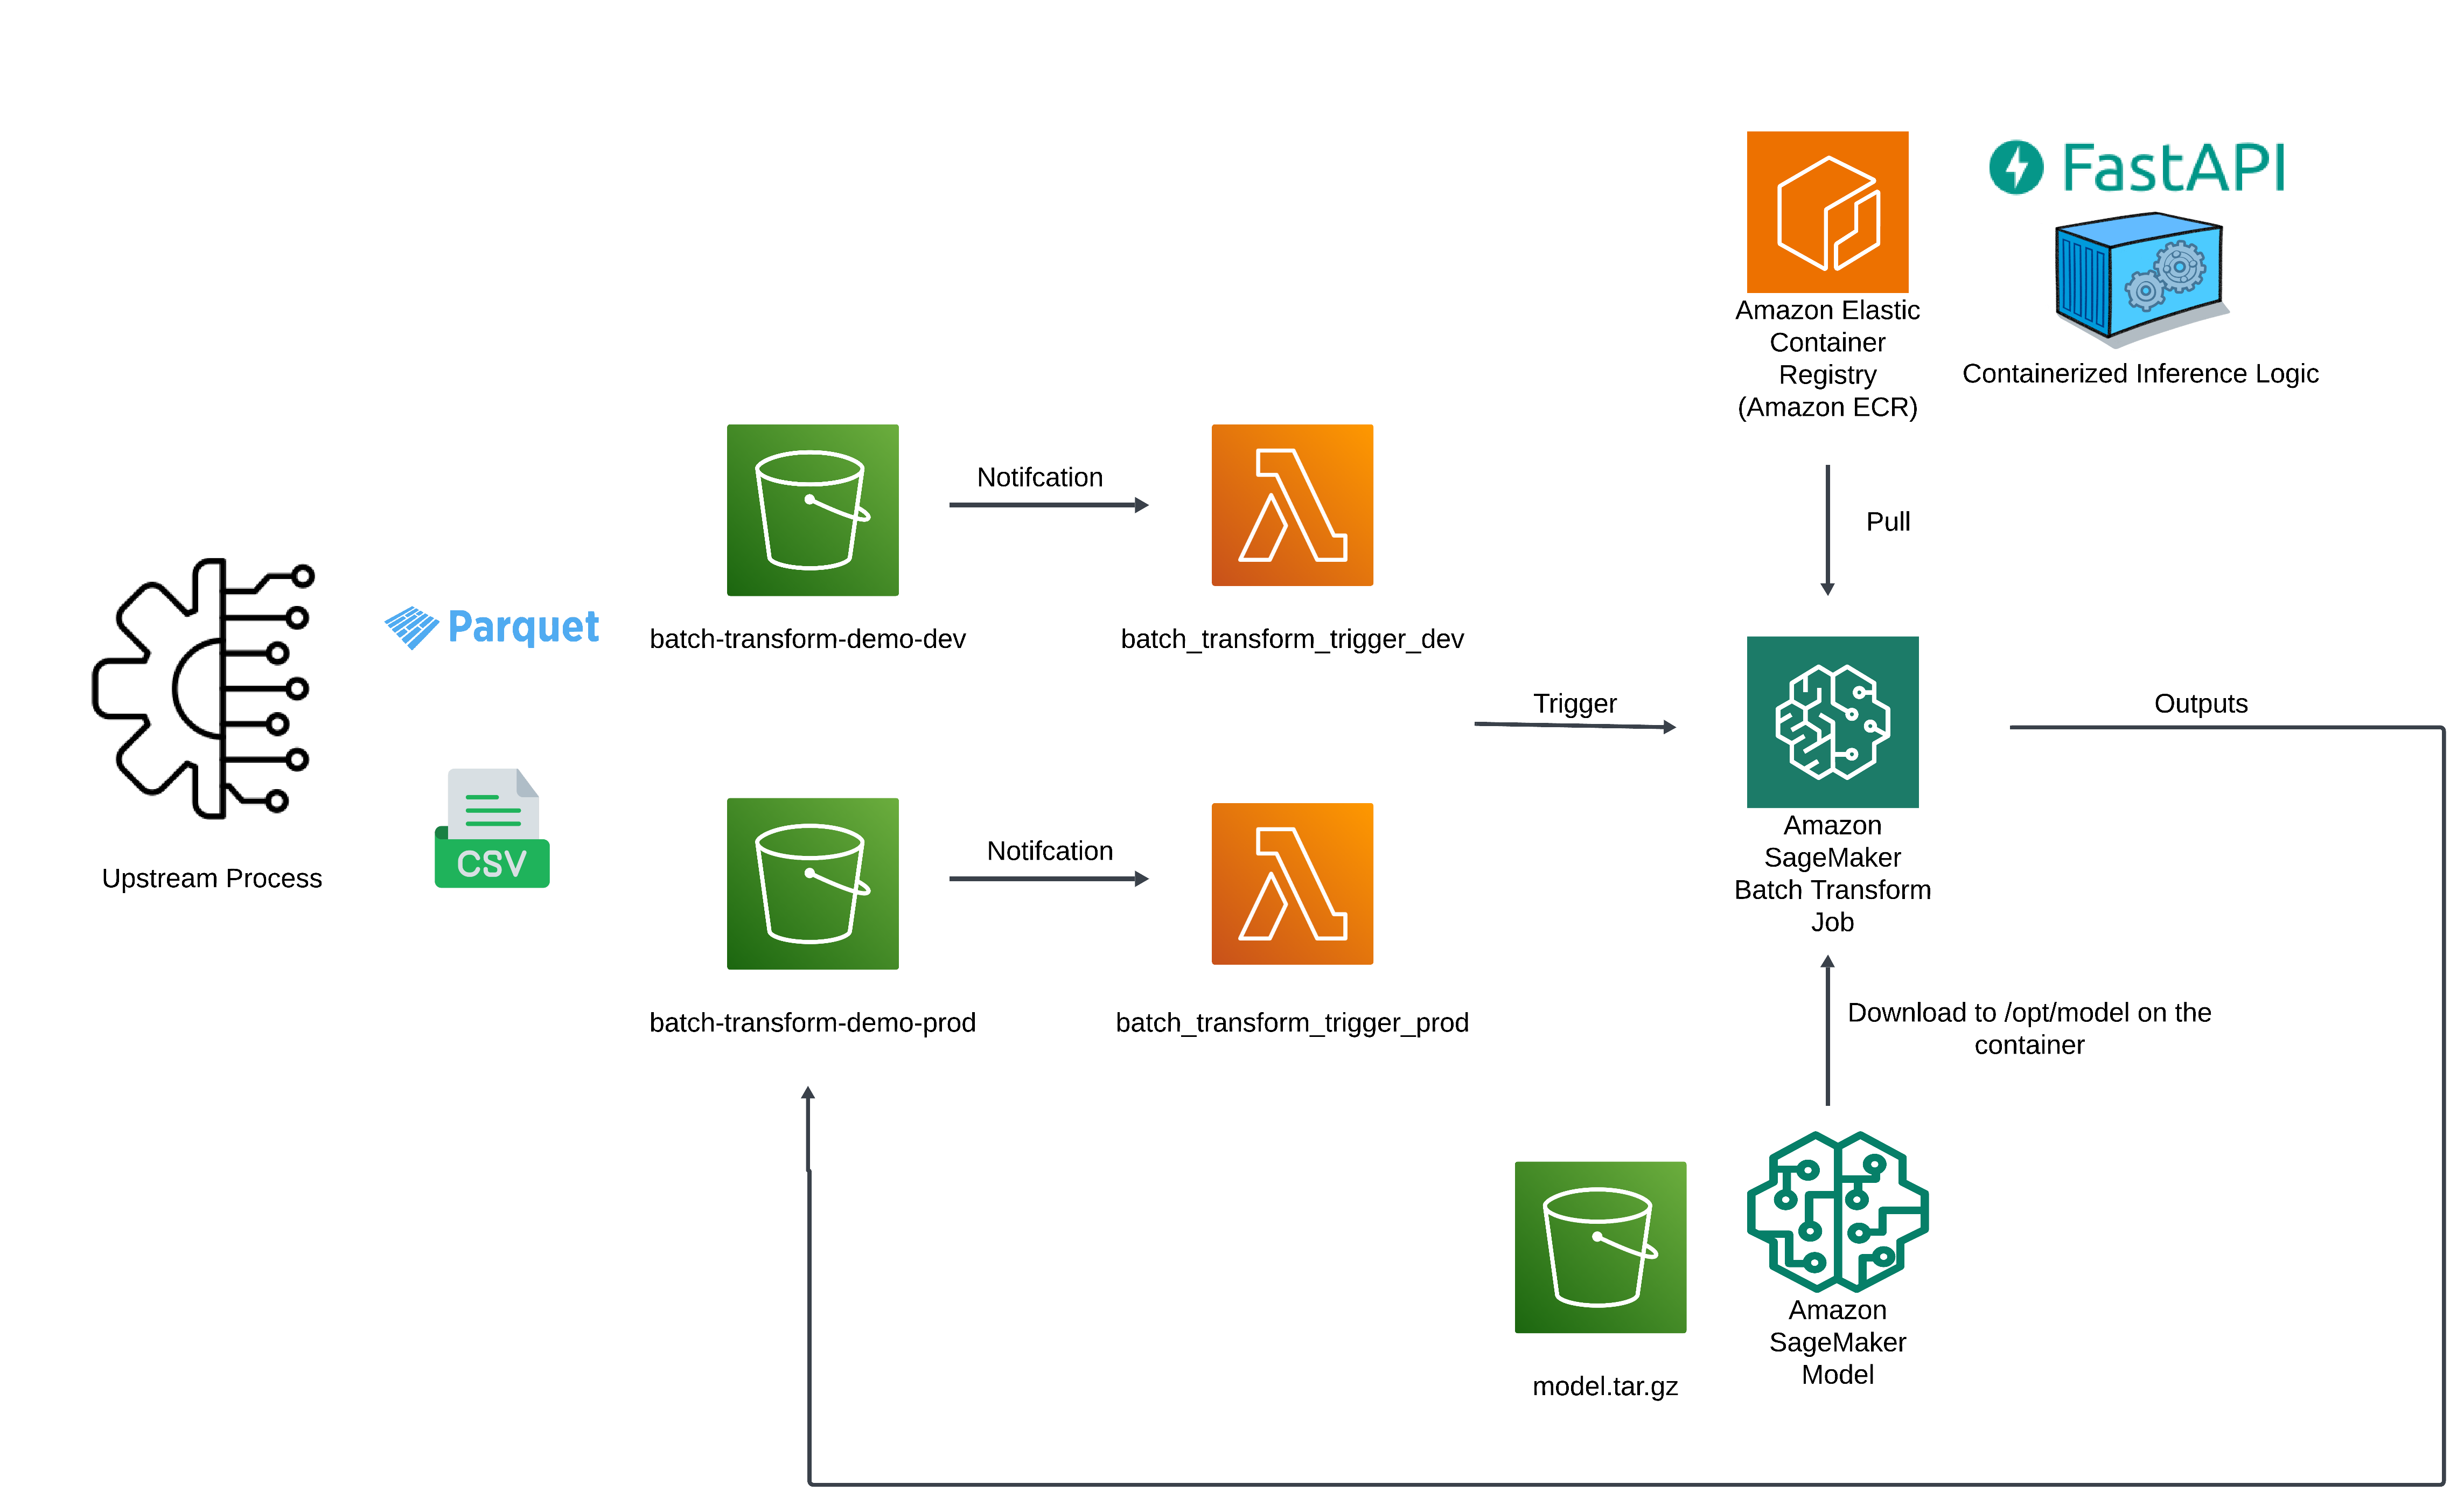 FastAPI
Amazon Elastic
Container
Registry
(Amazon ECR)
Containerized Inference Logic
Notifcation
Pull
Parquet
batch-transform-demo-dev
batch_transform_trigger_dev
Trigger
Outputs
CSV
Upstream Process
Notifcation
Amazon
SageMaker
Batch Transform
Job
batch-transform-demo-prod
batch_transform_trigger_prod
Download to /opt/model on the
container
model.tar.gz
Amazon
SageMaker
Model